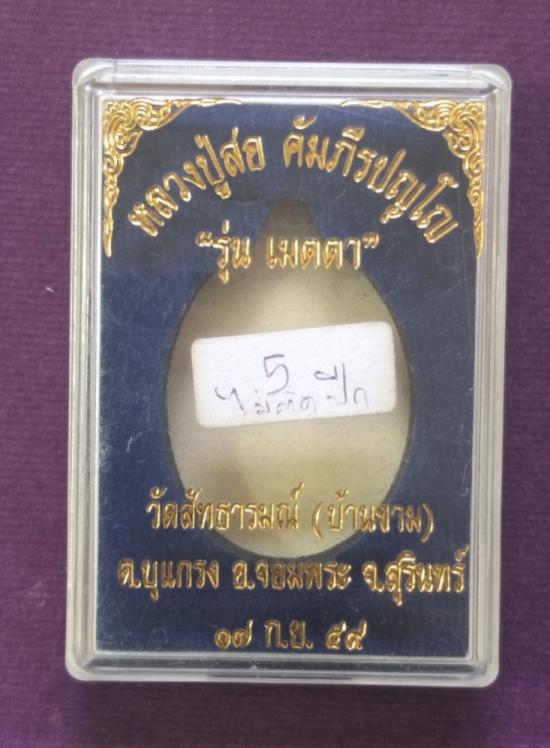 หลวงปู่สอ คัมภีรปญฺโญ
“รุ่น เมตตา”
5
ไม่ตัดปีก
วัดสัทธารมณ์ (บ้านขาม)
ต.บุแกรง อ.จอมพระ จ.สุรินทร์
๑๗ ก.ย. ๕๙